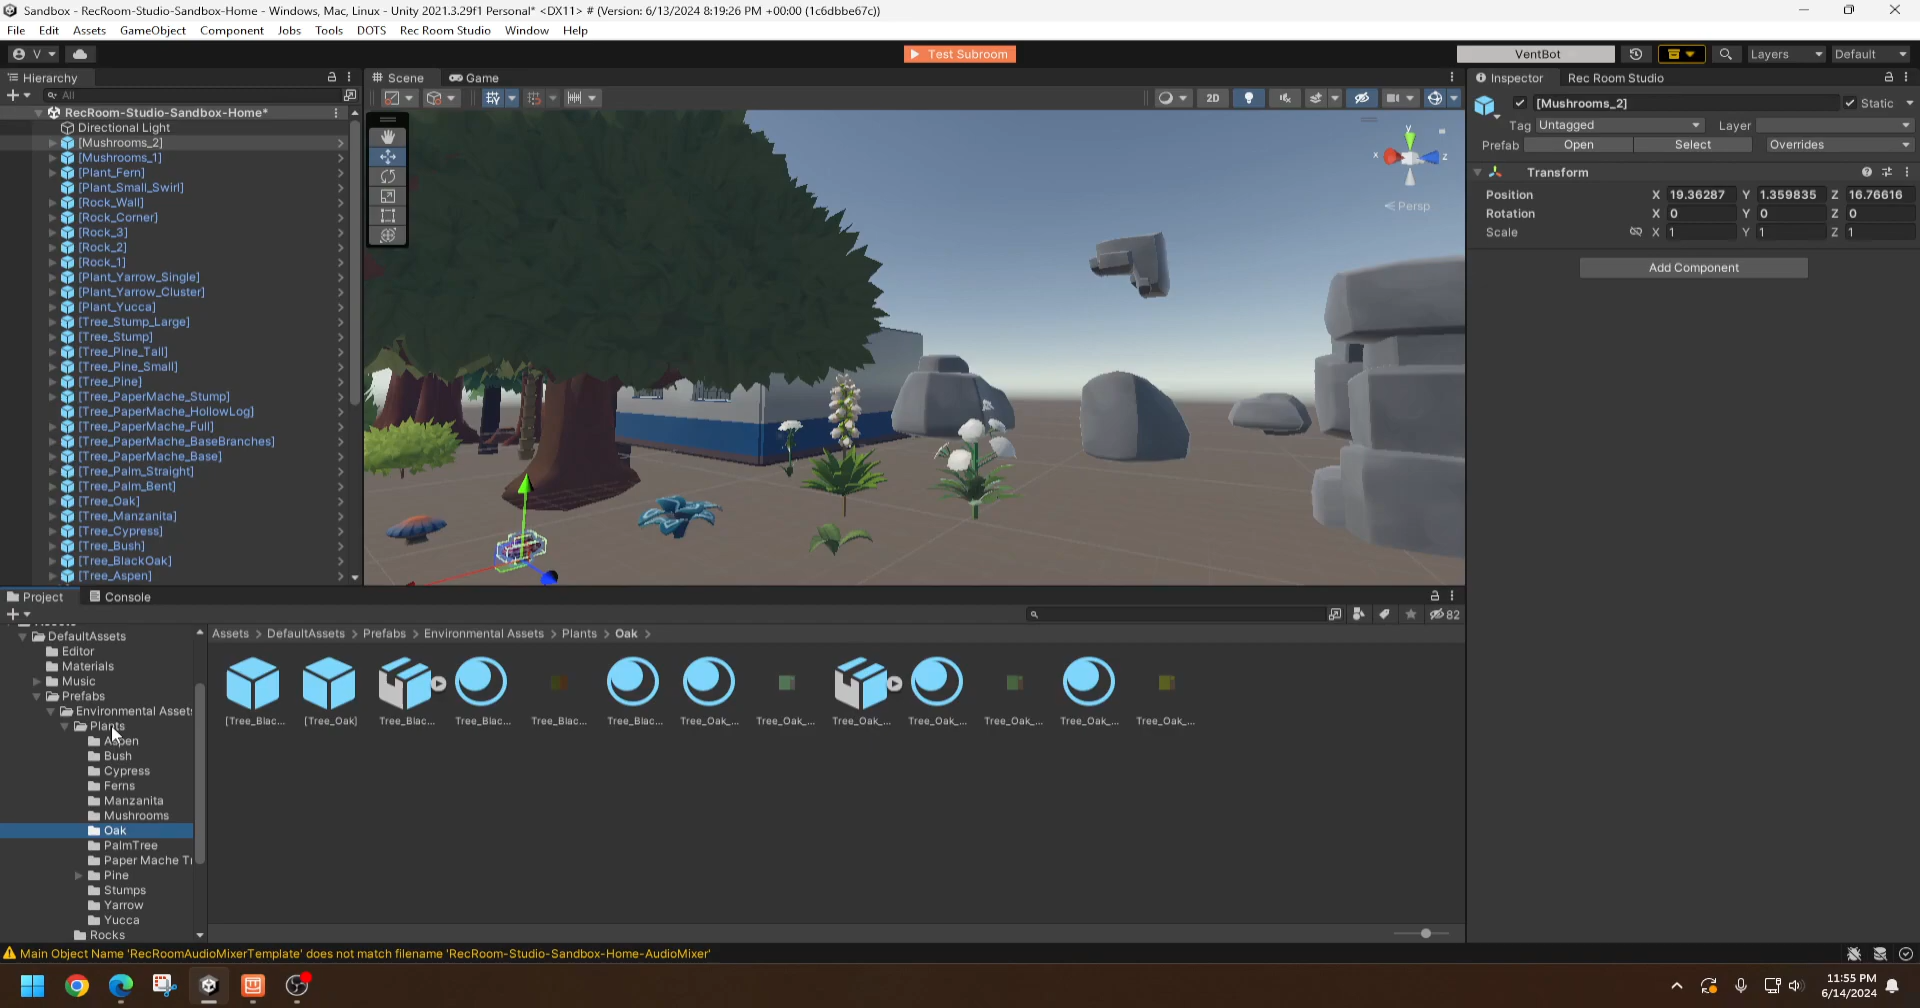 Sandbox - RecRoom-Studio-Sandbox-Home - Windows, Mac, Linux - Unity 2021.3.29f1 Personal* <DX11> # (Version: 6/13/2024 8:19:26 PM +00:00 (1c6dbbe67c))
File Edit Assets GameObject Component Jobs Tools DOTS Rec Room Studio Window Help
V Test Subroom VentBot Layers Default
Hierarchy
All
RecRoom-Studio-Sandbox-Home*
Directional Light
[Mushrooms_2]
[Mushrooms_1]
[Plant_Fern]
[Plant_Small_Swirl]
[Rock_Wall]
[Rock_Corner]
[Rock_3]
[Rock_2]
[Rock_1]
[Plant_Yarrow_Single]
[Plant_Yarrow_Cluster]
[Plant_Yucca]
[Tree_Stump_Large]
[Tree_Stump]
[Tree_Pine_Tall]
[Tree_Pine_Small]
[Tree_Pine]
[Tree_PaperMache_Stump]
[Tree_PaperMache_HollowLog]
[Tree_PaperMache_Full]
[Tree_PaperMache_BaseBranches]
[Tree_PaperMache_Base]
[Tree_Palm_Straight]
[Tree_Palm_Bent]
[Tree_Oak]
[Tree_Manzanita]
[Tree_Cypress]
[Tree_Bush]
[Tree_BlackOak]
[Tree_Aspen]
Scene Game
2D
y
x z
Persp
Inspector Rec Room Studio
[Mushrooms_2] Static
Tag Untagged Layer
Prefab Open Select Overrides
Transform
Position X 19.36287 Y 1.359835 Z 16.76616
Rotation X 0 Y 0 Z 0
Scale X 1 Y 1 Z 1
Add Component
Project Console
82
DefaultAssets
Editor
Materials
Music
Prefabs
Environmental Asset
Plants
Aspen
Bush
Cypress
Ferns
Manzanita
Mushrooms
Oak
PalmTree
Paper Mache Tr
Pine
Stumps
Yarrow
Yucca
Rocks
Assets > DefaultAssets > Prefabs > Environmental Assets > Plants > Oak >
[Tree_Blac... [Tree_Oak] Tree_Blac... Tree_Blac... Tree_Blac... Tree_Blac... Tree_Oak_... Tree_Oak_... Tree_Oak_... Tree_Oak_... Tree_Oak_... Tree_Oak_... Tree_Oak_...
Main Object Name 'RecRoomAudioMixerTemplate' does not match filename 'RecRoom-Studio-Sandbox-Home-AudioMixer'
11:55 PM
6/14/2024